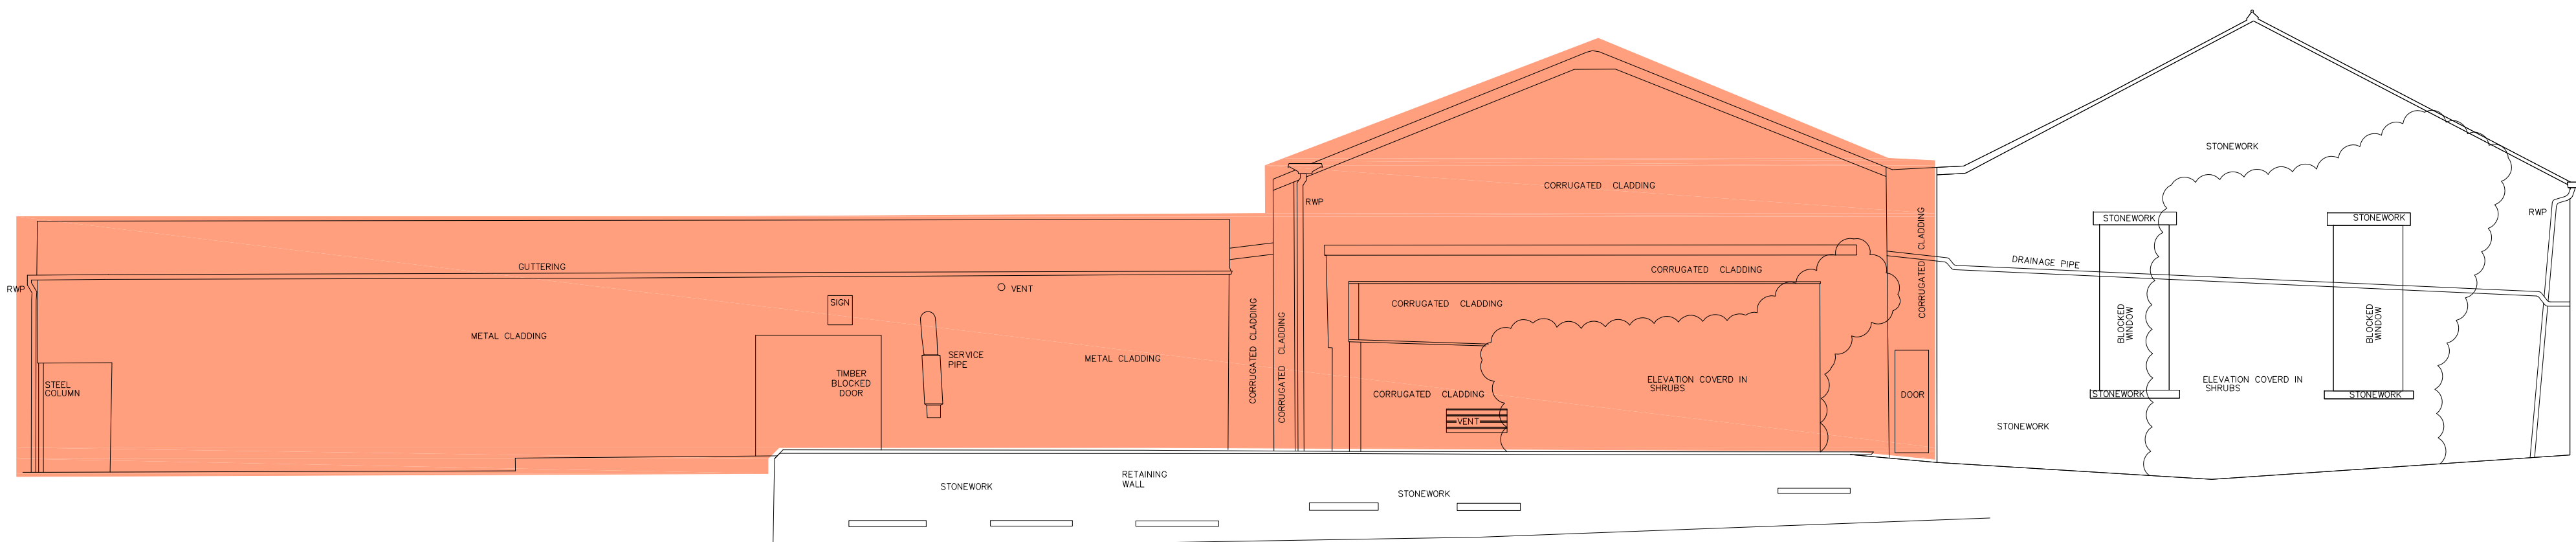 STONEWORK
CORRUGATED CLADDING
RWP
STONEWORK
STONEWORK
RWP
CORRUGATED CLADDING
DRAINAGE PIPE
GUTTERING
CORRUGATED CLADDING
RWP
VENT
SIGN
CORRUGATED CLADDING
METAL CLADDING
BLOCKED
WINDOW
BLOCKED
WINDOW
CORRUGATED CLADDING
CORRUGATED CLADDING
SERVICE
PIPE
METAL CLADDING
TIMBER
BLOCKED
DOOR
STEEL
COLUMN
ELEVATION COVERD IN
SHRUBS
ELEVATION COVERD IN
SHRUBS
CORRUGATED CLADDING
DOOR
STONEWORK
STONEWORK
VENT
STONEWORK
RETAINING
WALL
STONEWORK
STONEWORK